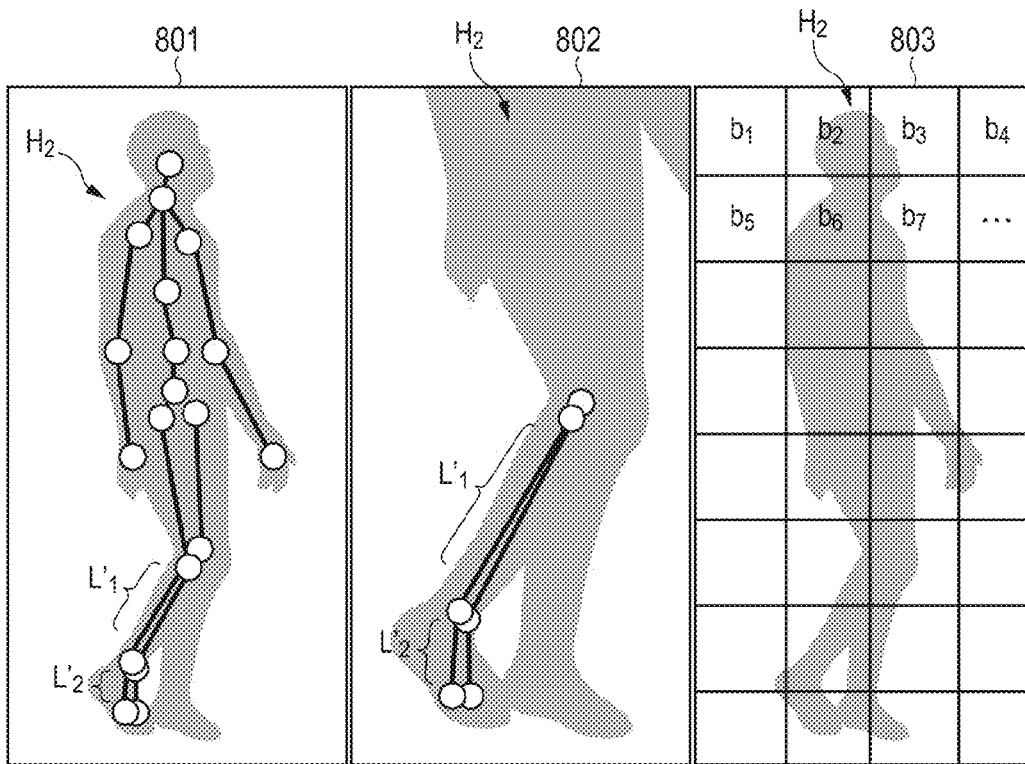 801
H₂
802
H₂
803
H₂
b₁ b₂ b₃ b₄
b₅ b₆ b₇ ...
L'₁
L'₂
L'₁
L'₂